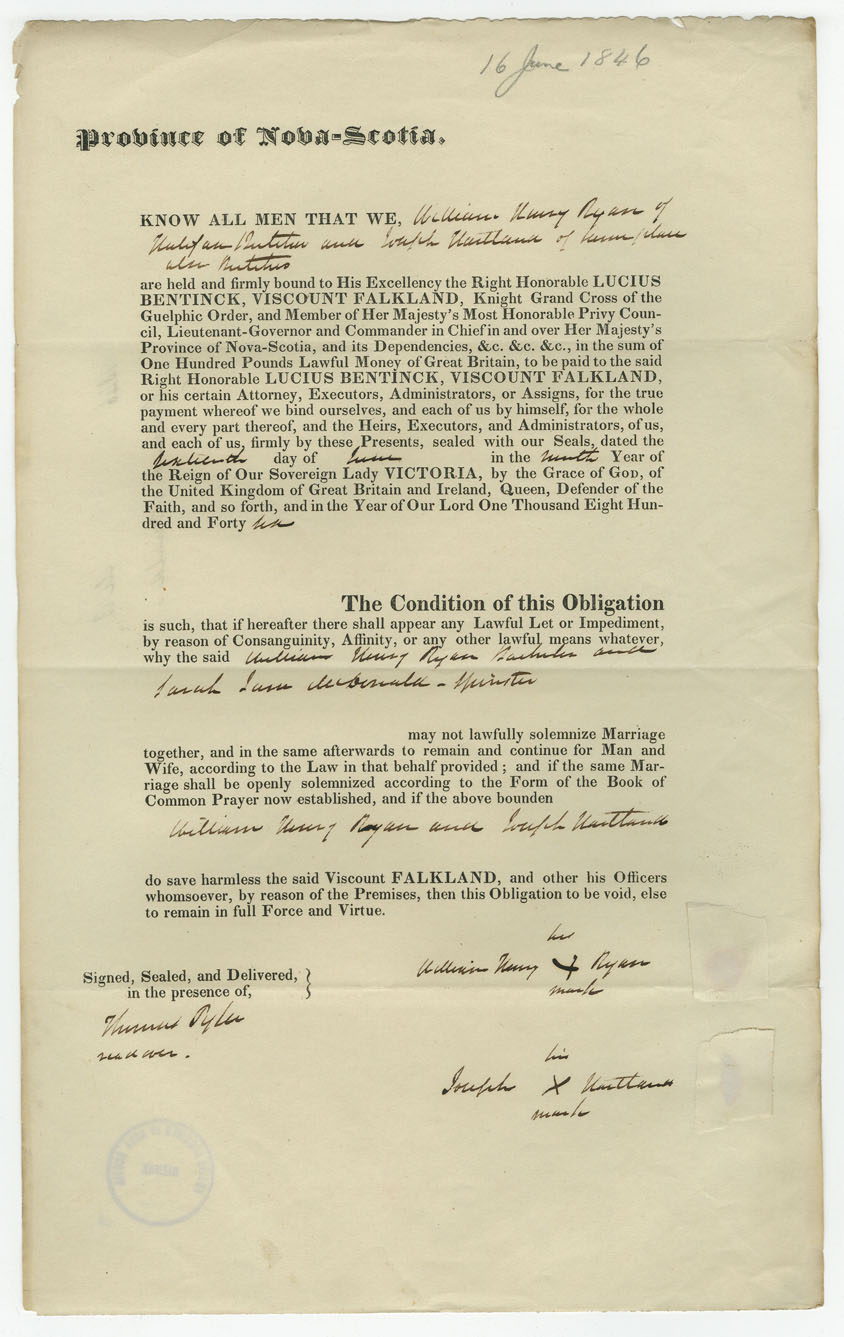 16 June 1846
Province of Nova-Scotia.
KNOW ALL MEN THAT WE, William Henry Ryan of
Halifax Butcher and Joseph Hartland of same place
also Butcher
are held and firmly bound to His Excellency the Right Honorable LUCIUS
BENTINCK, VISCOUNT FALKLAND, Knight Grand Cross of the
Guelphic Order, and Member of Her Majesty's Most Honorable Privy Coun-
cil, Lieutenant-Governor and Commander in Chief in and over Her Majesty's
Province of Nova-Scotia, and its Dependencies, &c. &c. &c., in the sum of
One Hundred Pounds Lawful Money of Great Britain, to be paid to the said
Right Honorable LUCIUS BENTINCK, VISCOUNT FALKLAND,
or his certain Attorney, Executors, Administrators, or Assigns, for the true
payment whereof we bind ourselves, and each of us by himself, for the whole
and every part thereof, and the Heirs, Executors, and Administrators, of us,
and each of us, firmly by these Presents, sealed with our Seals, dated the
sixteenth day of June in the ninth Year of
the Reign of Our Sovereign Lady VICTORIA, by the Grace of GOD, of
the United Kingdom of Great Britain and Ireland, Queen, Defender of the
Faith, and so forth, and in the Year of Our Lord One Thousand Eight Hun-
dred and Forty six
The Condition of this Obligation
is such, that if hereafter there shall appear any Lawful Let or Impediment,
by reason of Consanguinity, Affinity, or any other lawful means whatever,
why the said William Henry Ryan Bachelor and
Sarah Jane McDonald - Spinster
may not lawfully solemnize Marriage
together, and in the same afterwards to remain and continue for Man and
Wife, according to the Law in that behalf provided; and if the same Mar-
riage shall be openly solemnized according to the Form of the Book of
Common Prayer now established, and if the above bounden
William Henry Ryan and Joseph Hartland
do save harmless the said Viscount FALKLAND, and other his Officers
whomsoever, by reason of the Premises, then this Obligation to be void, else
to remain in full Force and Virtue.
his
William Henry X Ryan
mark
Signed, Sealed, and Delivered,
in the presence of,
Thomas
read over.
his
Joseph X Hartland
mark